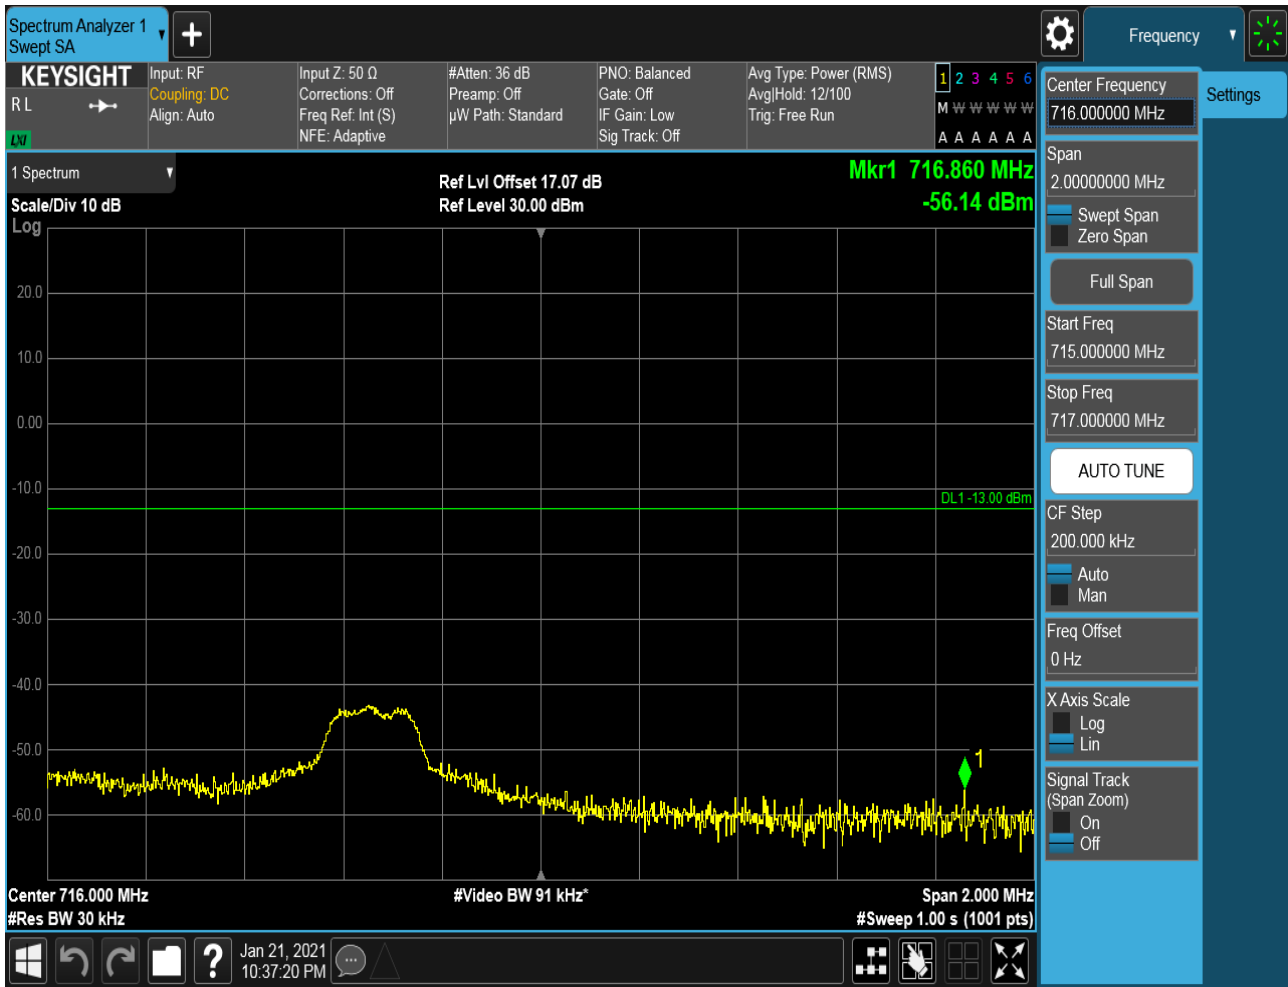 Spectrum Analyzer 1
Swept SA
+
Frequency
KEYSIGHT
R L
LXI
Input: RF
Coupling: DC
Align: Auto
Input Z: 50 Ω
Corrections: Off
Freq Ref: Int (S)
NFE: Adaptive
#Atten: 36 dB
Preamp: Off
µW Path: Standard
PNO: Balanced
Gate: Off
IF Gain: Low
Sig Track: Off
Avg Type: Power (RMS)
Avg|Hold: 12/100
Trig: Free Run
1 2 3 4 5 6
M W W W W W
A A A A A A
1 Spectrum
Scale/Div 10 dB
Log
Ref Lvl Offset 17.07 dB
Ref Level 30.00 dBm
Mkr1 716.860 MHz
-56.14 dBm
20.0
10.0
0.00
-10.0
-20.0
-30.0
-40.0
-50.0
-60.0
DL1 -13.00 dBm
1
Center 716.000 MHz
#Res BW 30 kHz
#Video BW 91 kHz*
Span 2.000 MHz
#Sweep 1.00 s (1001 pts)
Center Frequency
716.000000 MHz
Settings
Span
2.00000000 MHz
Swept Span
Zero Span
Full Span
Start Freq
715.000000 MHz
Stop Freq
717.000000 MHz
AUTO TUNE
CF Step
200.000 kHz
Auto
Man
Freq Offset
0 Hz
X Axis Scale
Log
Lin
Signal Track
(Span Zoom)
On
Off
?
Jan 21, 2021
10:37:20 PM